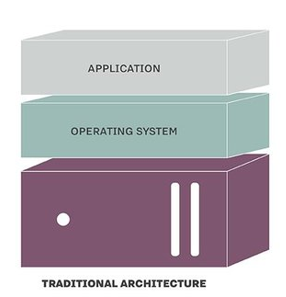 APPLICATION
OPERATING SYSTEM
TRADITIONAL ARCHITECTURE